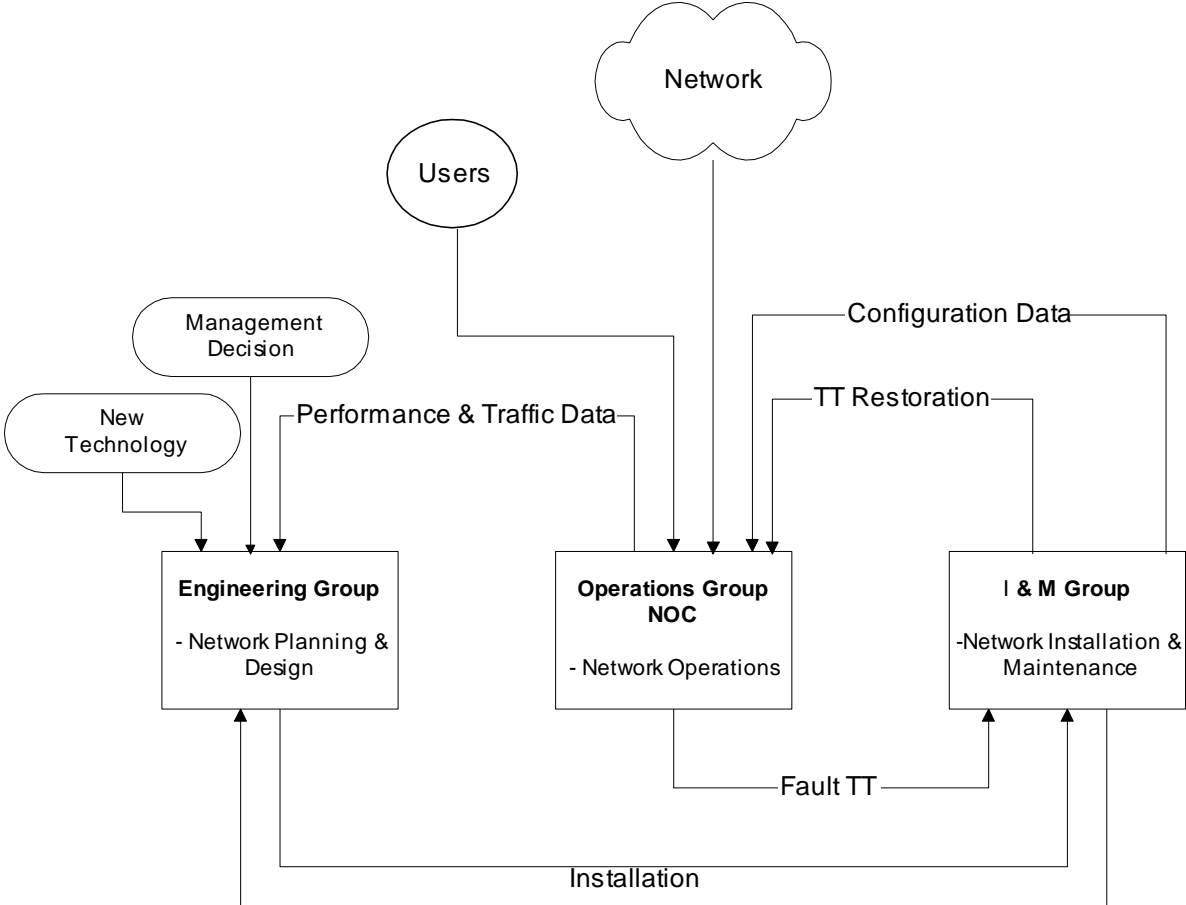 Network
Users
Management
Decision
New
Technology
Configuration Data
TT Restoration
Performance & Traffic Data
Engineering Group
- Network Planning &
Design
Operations Group
NOC
- Network Operations
I & M Group
-Network Installation &
Maintenance
Fault TT
Installation